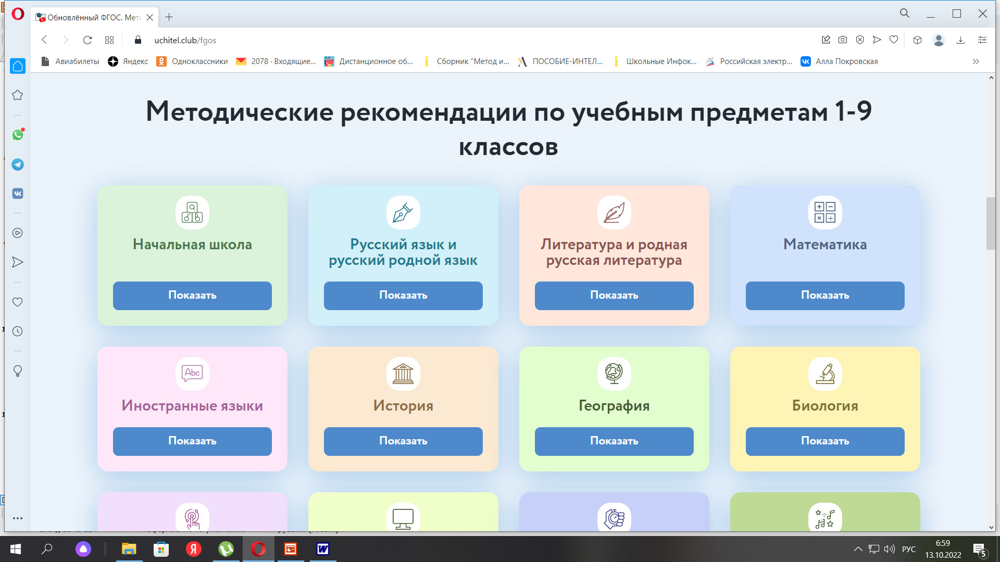 Обновлённый ФГОС. Мето
uchitel.club/fgos
Авиабилеты
Яндекс
Одноклассники
2078 · Входящие...
Дистанционное об...
Сборник "Метод и...
ПОСОБИЕ-ИНТЕЛ...
Школьные Инфок...
Российская электр...
Алла Покровская
Методические рекомендации по учебным предметам 1-9
классов
Начальная школа
Показать
Русский язык и
русский родной язык
Показать
Литература и родная
русская литература
Показать
Математика
Показать
Abc
Иностранные языки
Показать
История
Показать
География
Показать
Биология
Показать
РУС
6:59
13.10.2022
5